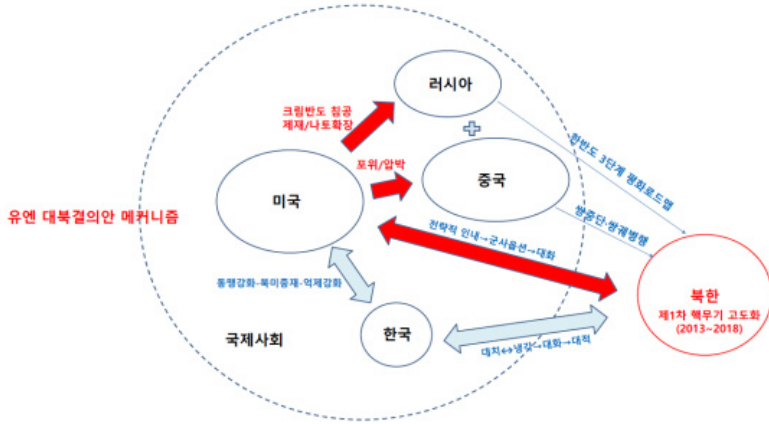 러시아
크림반도 침공
제재/나토확장
포위/압박
미국
중국
한반도 3단계 평화로드맵
쌍중단·쌍궤병행
유엔 대북결의안 메커니즘
전략적 인내→군사옵션→대화
동맹강화-북미중재-억제강화
북한
제1차 핵무기 고도화
(2013~2018)
국제사회
한국
대치↔냉각→대화→대적